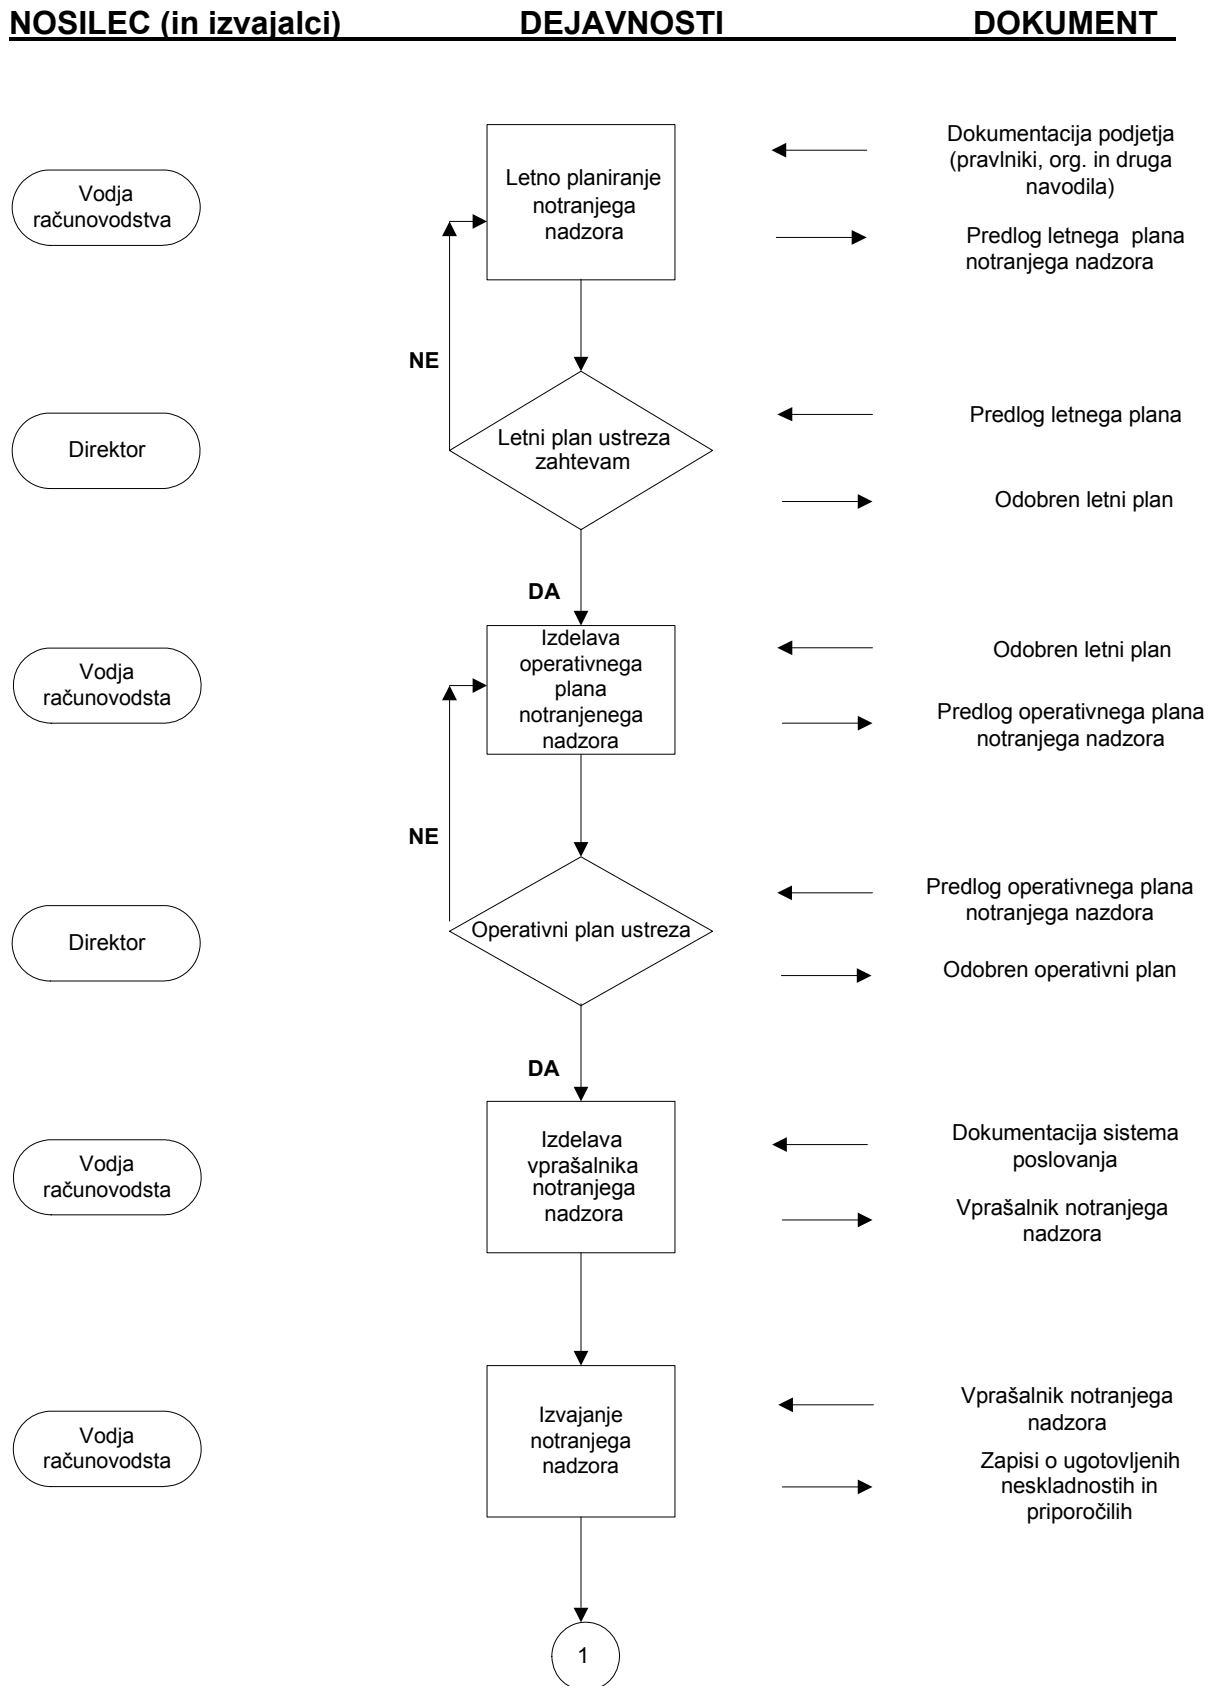 NOSILEC (in izvajalci) DEJAVNOSTI DOKUMENT
Vodja
računovodstva
Letno planiranje
notranjega
nadzora
Dokumentacija podjetja
(pravlniki, org. in druga
navodila)
Predlog letnega plana
notranjega nadzora
NE
Direktor
Letni plan ustreza
zahtevam
Predlog letnega plana
Odobren letni plan
DA
Vodja
računovodsta
Izdelava
operativnega
plana
notranjenega
nadzora
Odobren letni plan
Predlog operativnega plana
notranjega nadzora
NE
Direktor
Operativni plan ustreza
Predlog operativnega plana
notranjega nazdora
Odobren operativni plan
DA
Vodja
računovodsta
Izdelava
vprašalnika
notranjega
nadzora
Dokumentacija sistema
poslovanja
Vprašalnik notranjega
nadzora
Vodja
računovodsta
Izvajanje
notranjega
nadzora
Vprašalnik notranjega
nadzora
Zapisi o ugotovljenih
neskladnostih in
priporočilih
1